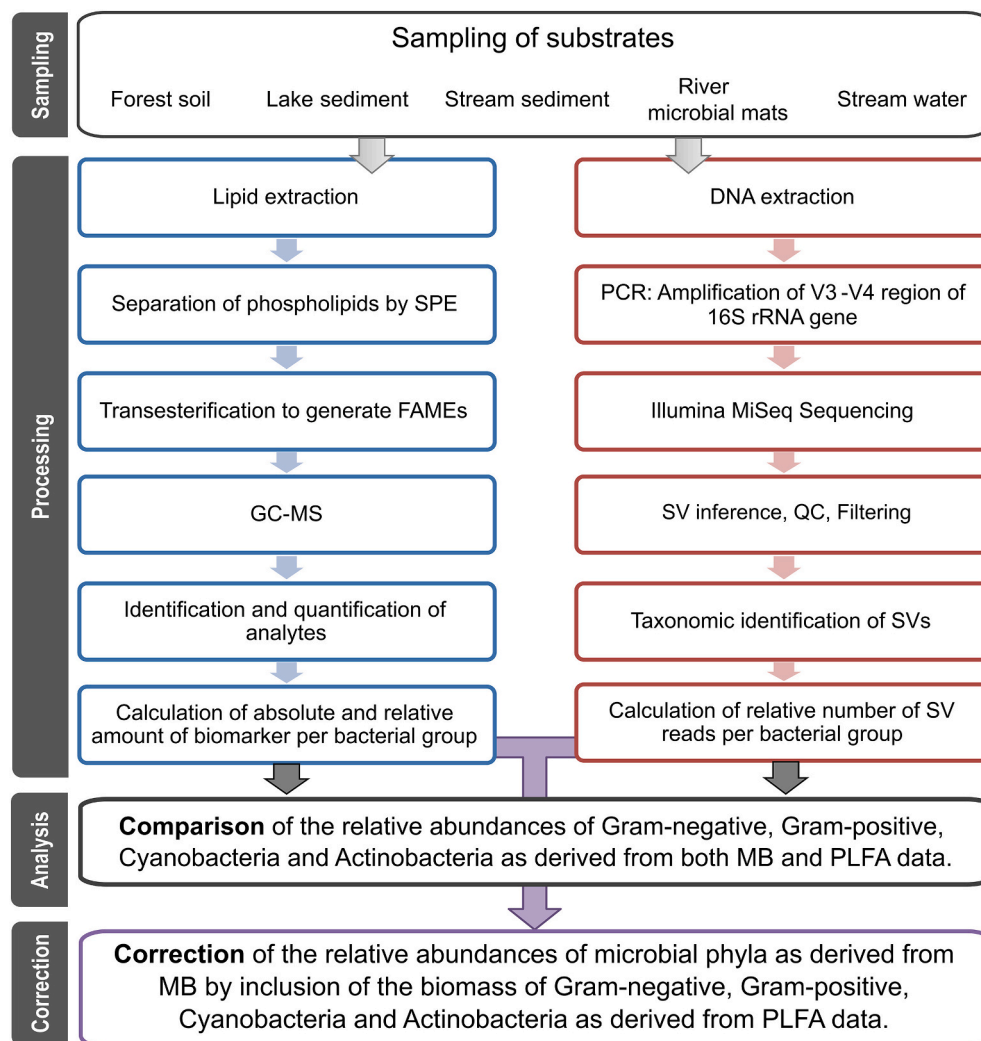 Sampling
Sampling of substrates
Forest soil
Lake sediment
Stream sediment
River
microbial mats
Stream water
Processing
Lipid extraction
Separation of phospholipids by SPE
Transesterification to generate FAMEs
GC-MS
Identification and quantification of
analytes
Calculation of absolute and relative
amount of biomarker per bacterial group
DNA extraction
PCR: Amplification of V3-V4 region of
16S rRNA gene
Illumina MiSeq Sequencing
SV inference, QC, Filtering
Taxonomic identification of SVs
Calculation of relative number of SV
reads per bacterial group
Analysis
Comparison of the relative abundances of Gram-negative, Gram-positive,
Cyanobacteria and Actinobacteria as derived from both MB and PLFA data.
Correction
Correction of the relative abundances of microbial phyla as derived from
MB by inclusion of the biomass of Gram-negative, Gram-positive,
Cyanobacteria and Actinobacteria as derived from PLFA data.